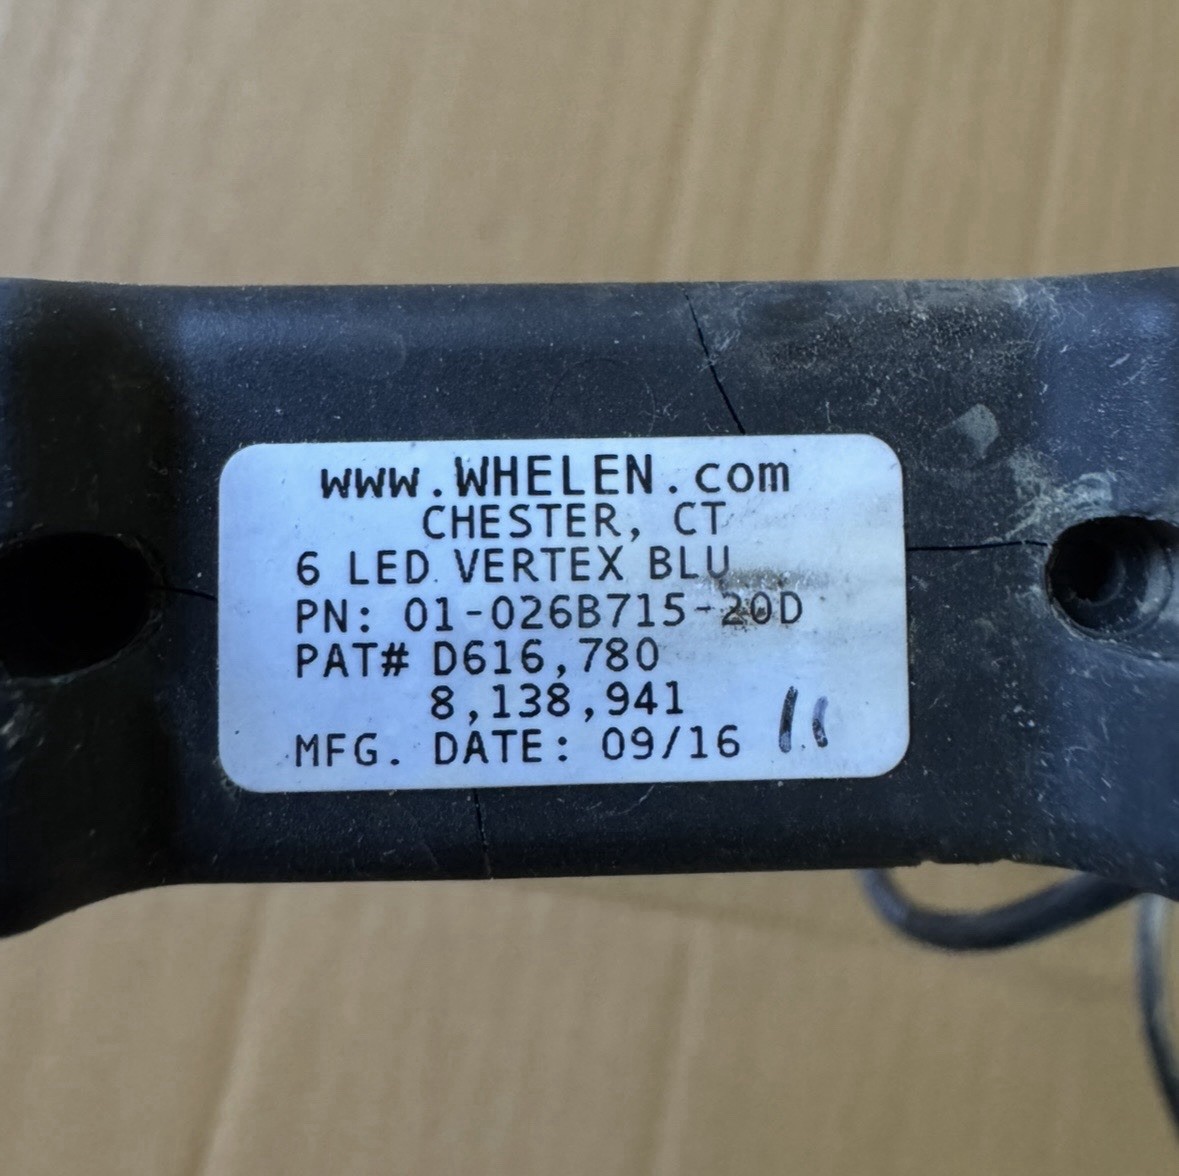 www.WHELEN.com
CHESTER, CT
6 LED VERTEX BLU
PN: 01-026B715-20D
PAT# D616,780
8,138,941
MFG. DATE: 09/16 11